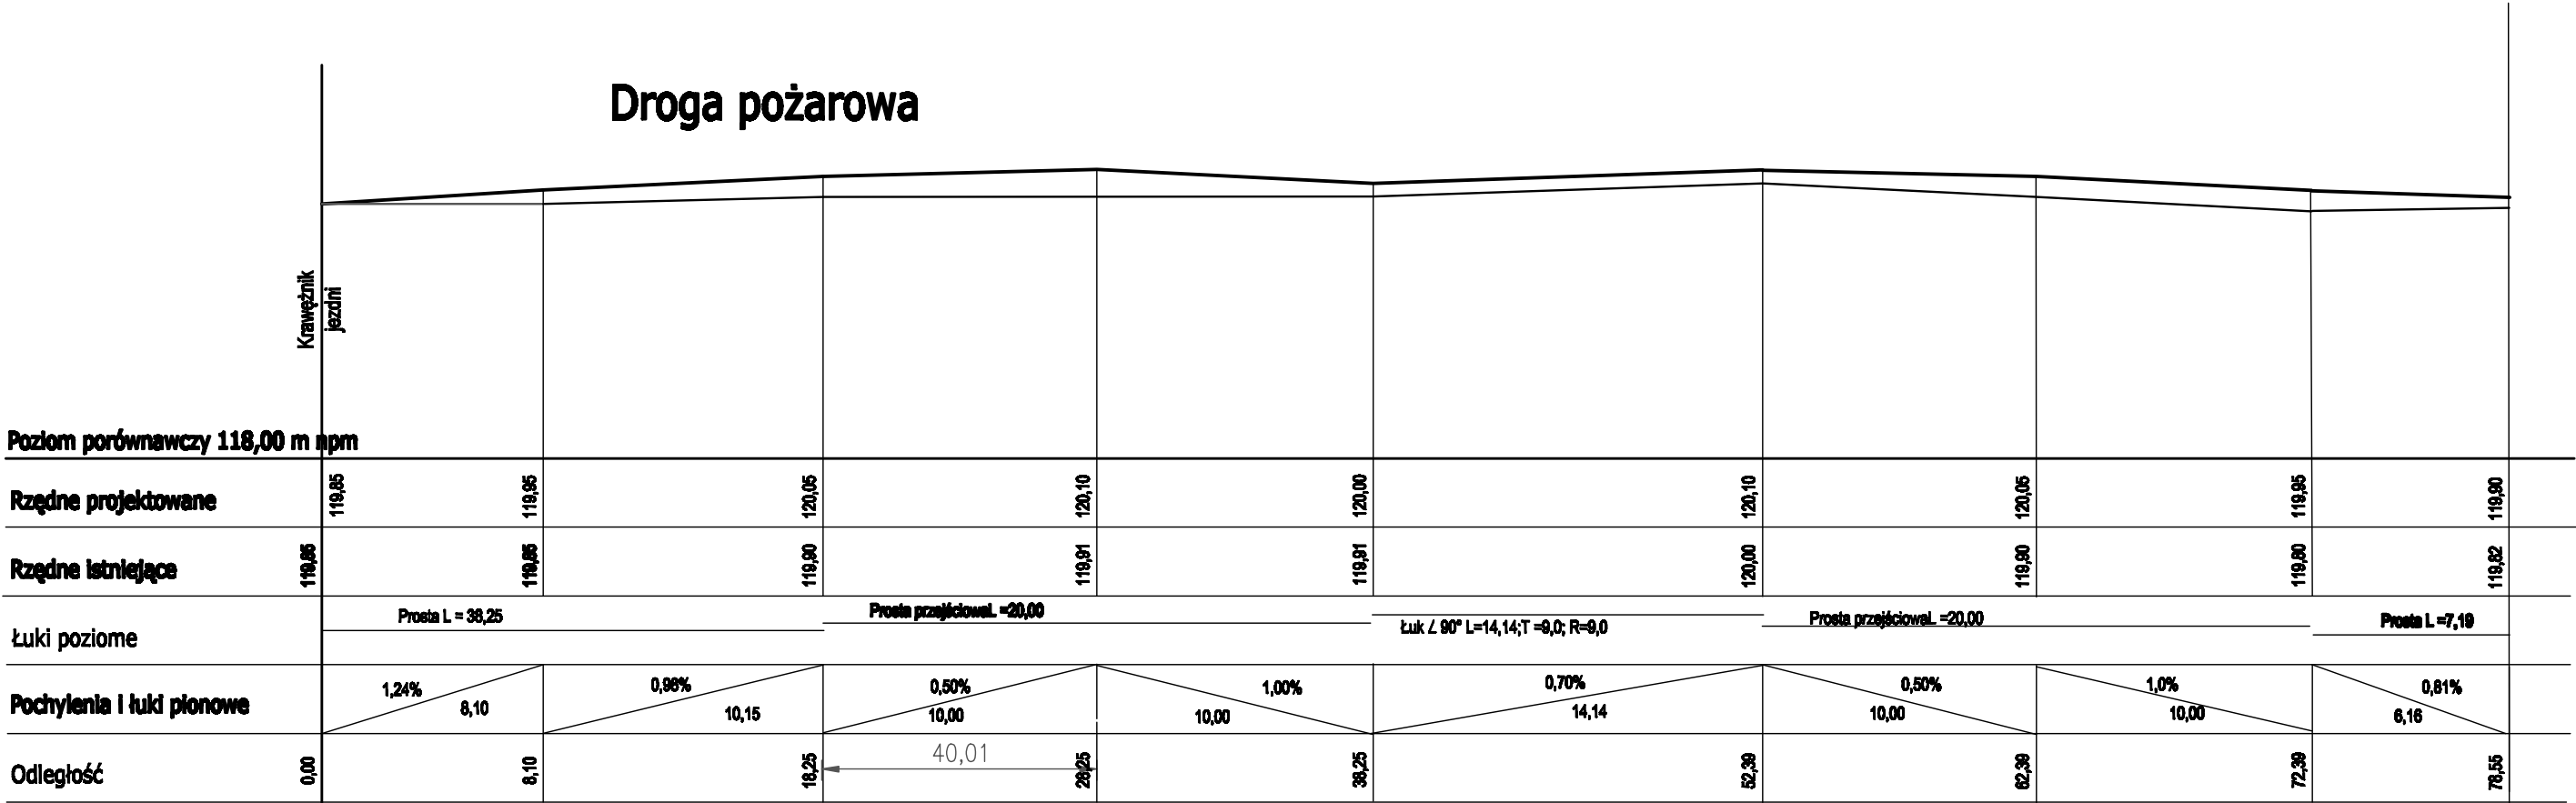 Droga pożarowa
Krawężnik
jezdni
Poziom porównawczy 118,00 m npm
Rzędne projektowane
119,85 119,95 120,05 120,10 120,00 120,10 120,05 119,95 119,90
Rzędne istniejące
119,85 119,85 119,90 119,91 119,91 120,00 119,90 119,80 119,82
Łuki poziome
Prosta L = 38,25
Prosta przejściowaL =20,00
Łuk ∠ 90° L=14,14;T =9,0; R=9,0
Prosta przejściowaL =20,00
Prosta L =7,19
Pochylenia i łuki pionowe
1,24% 0,98% 0,50% 1,00% 0,70% 0,50% 1,0% 0,81%
8,10 10,15 10,00 10,00 14,14 10,00 10,00 6,16
Odległość
0,00 8,10 18,25 40,01 28,25 38,25 52,39 62,39 72,39 78,55